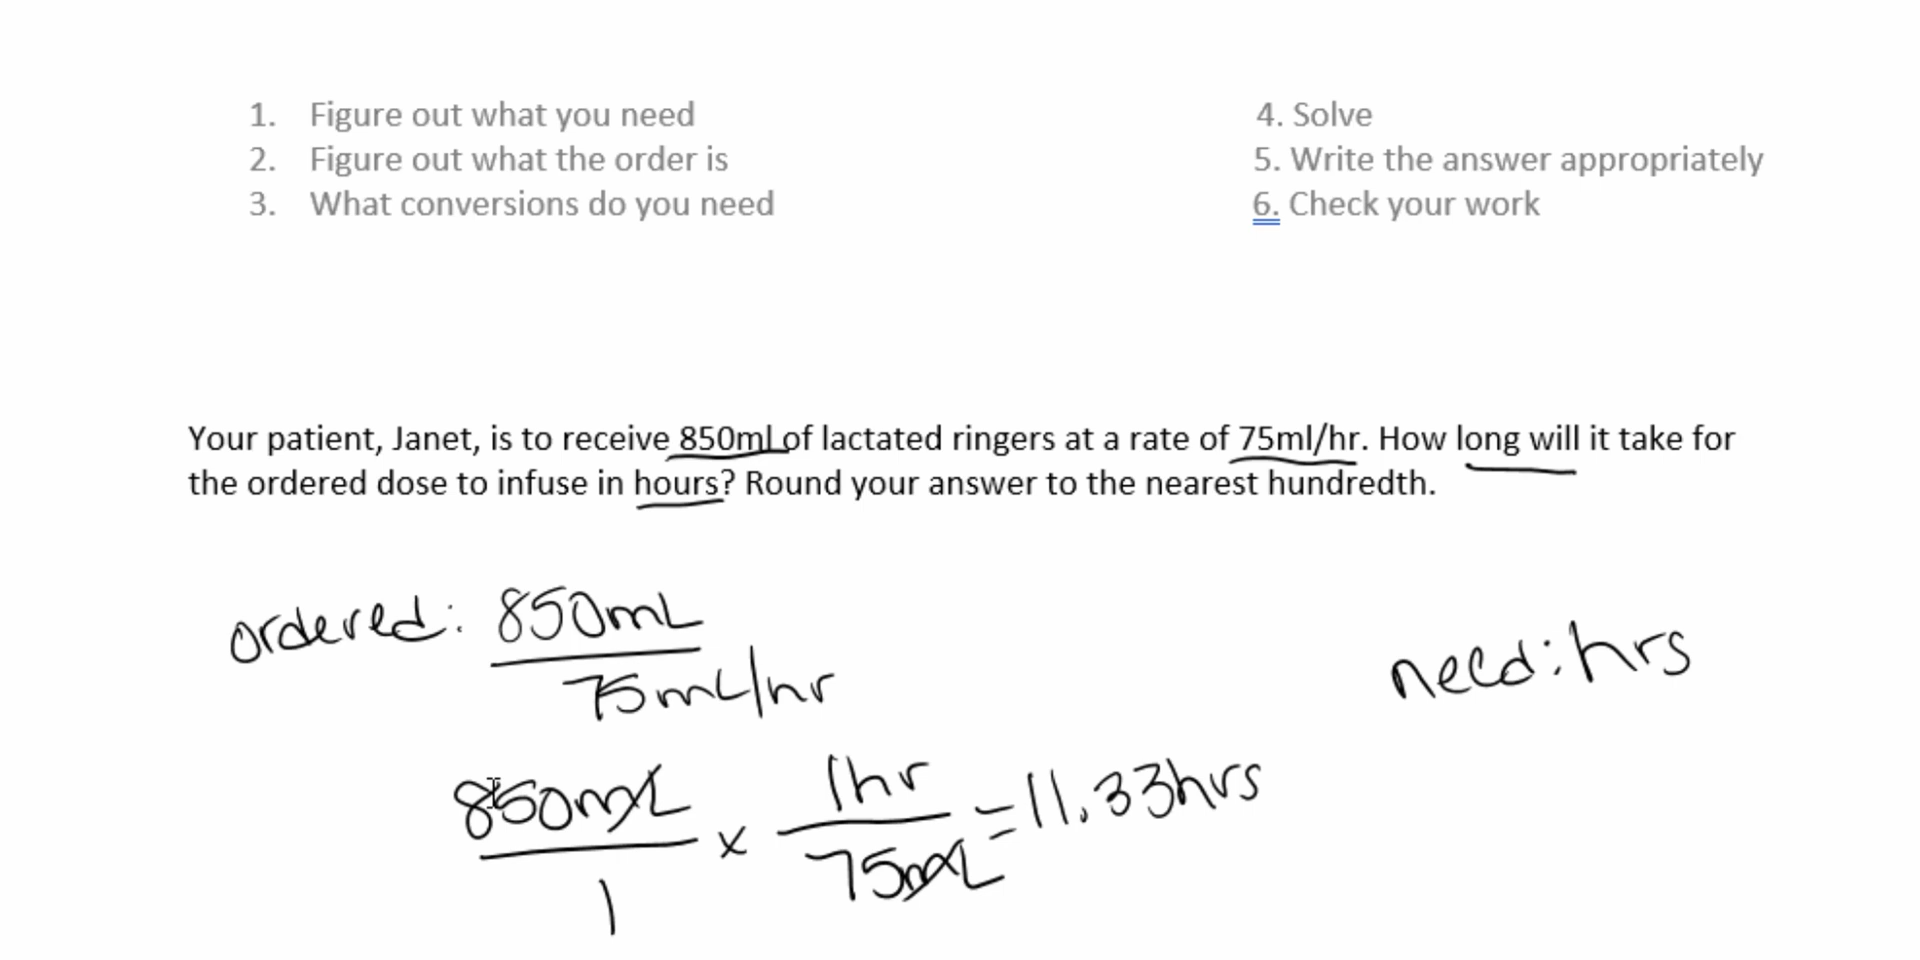 1. Figure out what you need
2. Figure out what the order is
3. What conversions do you need
4. Solve
5. Write the answer appropriately
6. Check your work
Your patient, Janet, is to receive 850mL of lactated ringers at a rate of 75ml/hr. How long will it take for
the ordered dose to infuse in hours? Round your answer to the nearest hundredth.
ordered: 850mL
75mL/hr
need: hrs
850mL x 1hr = 11.33hrs
1 75mL